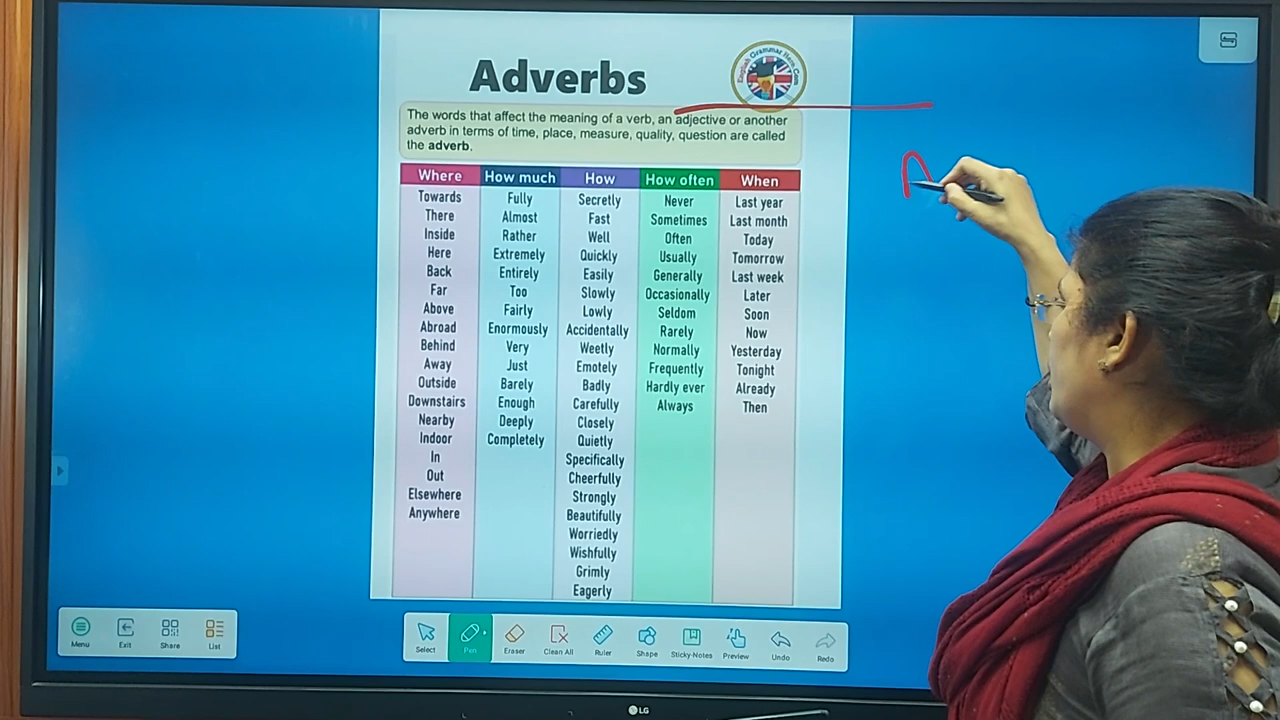 Adverbs
English Grammar Here.Com
The words that affect the meaning of a verb, an adjective or another
adverb in terms of time, place, measure, quality, question are called
the adverb.
Where How much How How often When
Towards Fully Secretly Never Last year
There Almost Fast Sometimes Last month
Inside Rather Well Often Today
Here Extremely Quickly Usually Tomorrow
Back Entirely Easily Generally Last week
Far Too Slowly Occasionally Later
Above Fairly Lowly Seldom Soon
Abroad Enormously Accidentally Rarely Now
Behind Very Weetly Normally Yesterday
Away Just Emotely Frequently Tonight
Outside Barely Badly Hardly ever Already
Downstairs Enough Carefully Always Then
Nearby Deeply Closely
Indoor Completely Quietly
In Specifically
Out Cheerfully
Elsewhere Strongly
Anywhere Beautifully
Worriedly
Wishfully
Grimly
Eagerly
Menu Exit Share List
Select Pen Eraser Clean All Ruler Shape Sticky-Notes Preview Undo Redo
LG